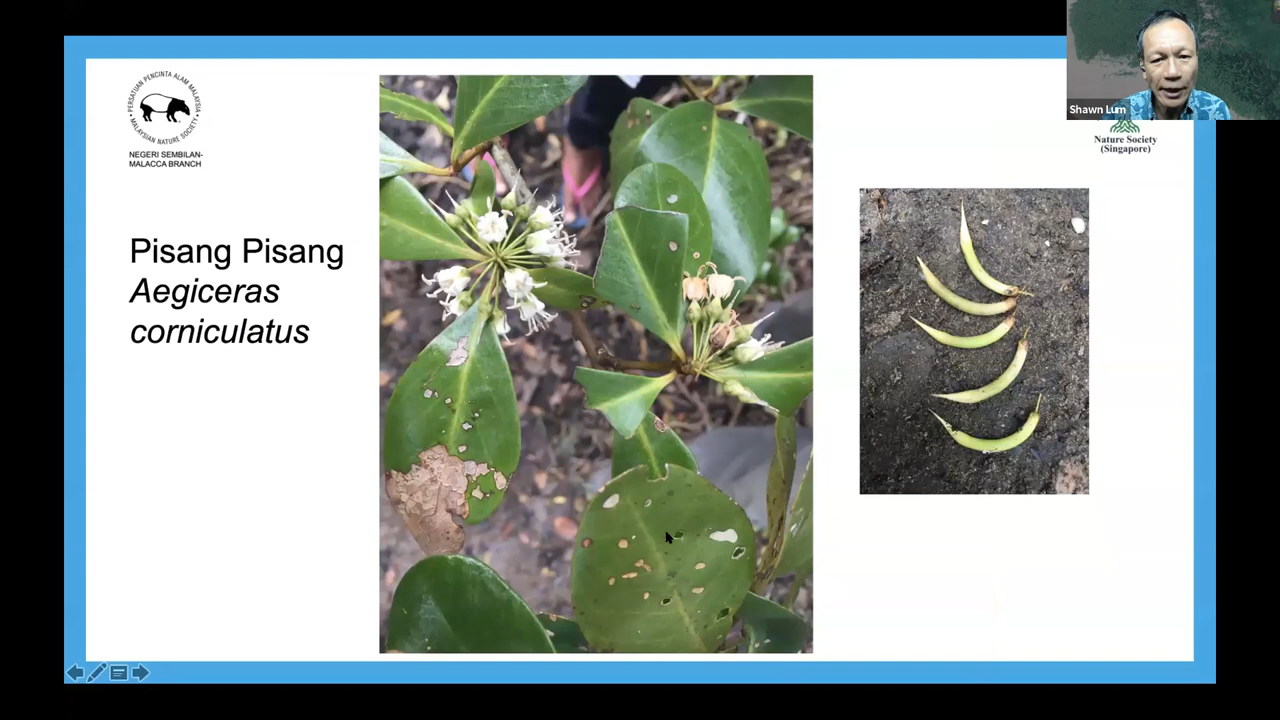 PERSATUAN PENCINTA ALAM MALAYSIA
MALAYSIAN NATURE SOCIETY
NEGERI SEMBILAN-
MALACCA BRANCH
Pisang Pisang
Aegiceras
corniculatus
Shawn Lum
Nature Society
(Singapore)